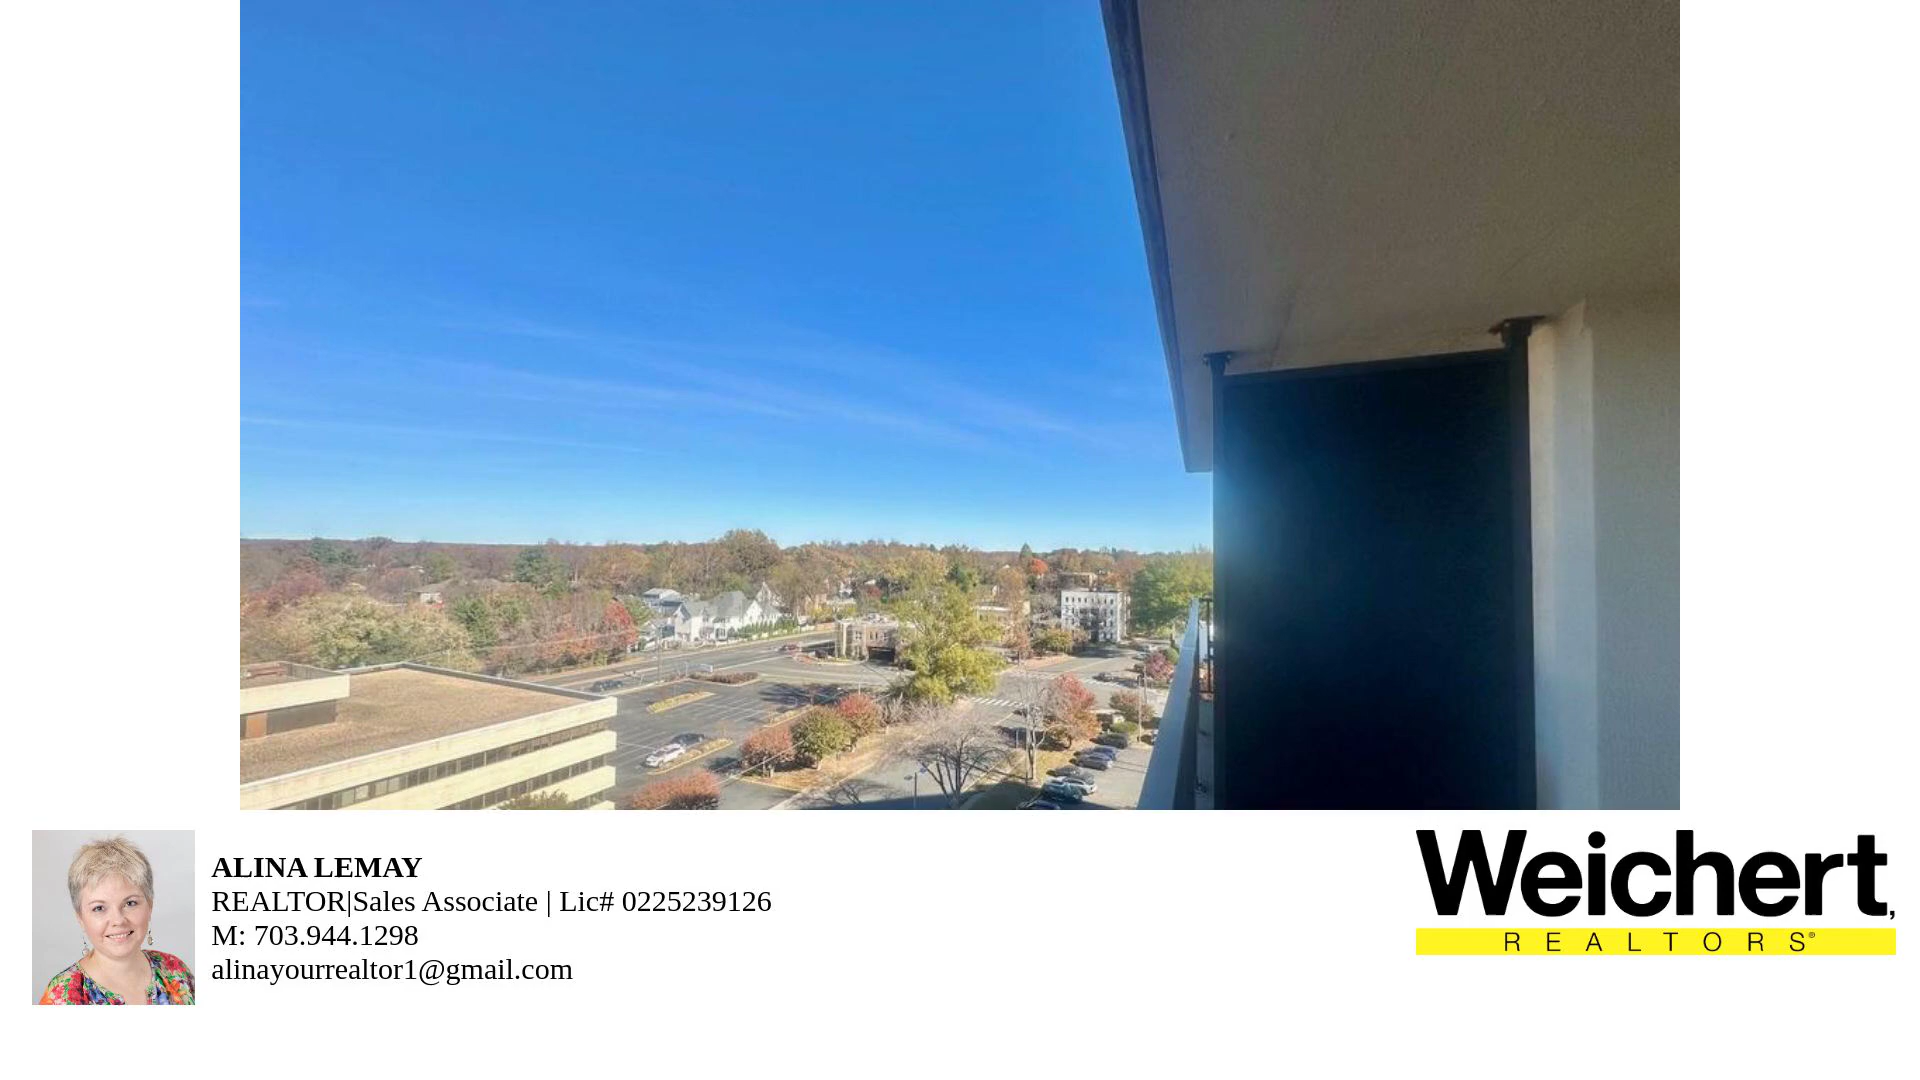 ALINA LEMAY
REALTOR|Sales Associate | Lic# 0225239126
M: 703.944.1298
alinayourrealtor1@gmail.com
Weichert,
REALTORS®